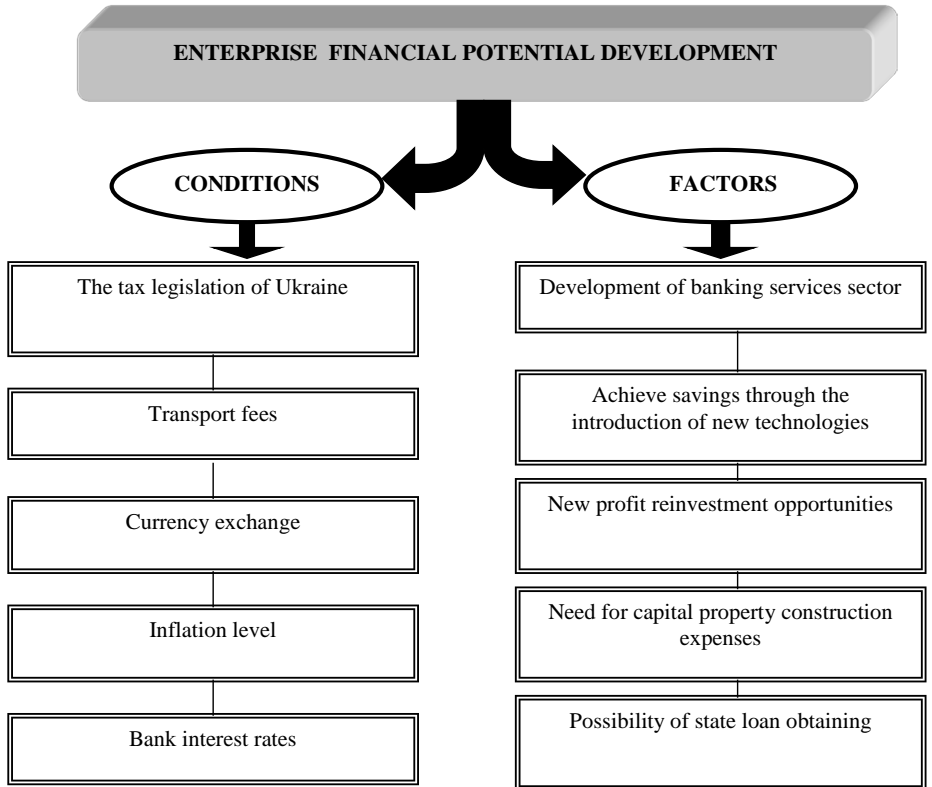 ENTERPRISE FINANCIAL POTENTIAL DEVELOPMENT
CONDITIONS
The tax legislation of Ukraine
Transport fees
Currency exchange
Inflation level
Bank interest rates
FACTORS
Development of banking services sector
Achieve savings through the
introduction of new technologies
New profit reinvestment opportunities
Need for capital property construction
expenses
Possibility of state loan obtaining